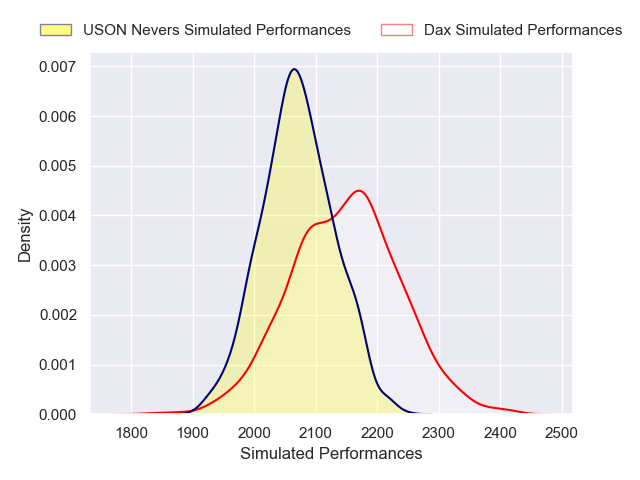 USON Nevers Simulated Performances Dax Simulated Performances
0.007
0.006
0.005
0.004
0.003
0.002
0.001
0.000
Density
1800 1900 2000 2100 2200 2300 2400 2500
Simulated Performances